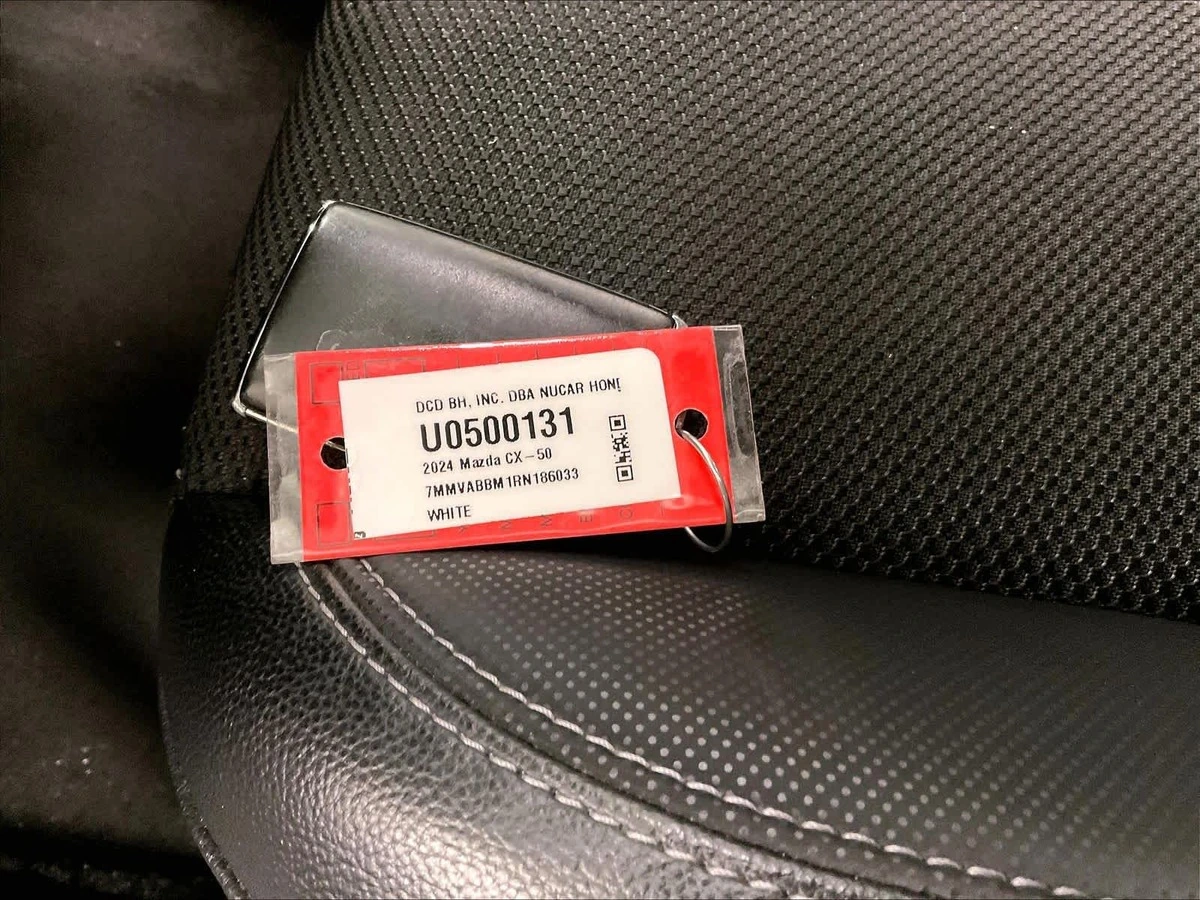 DCD BH, INC. DBA NUCAR HON
U0500131
2024 Mazda CX-50
7MMVABBM1RN186033
WHITE